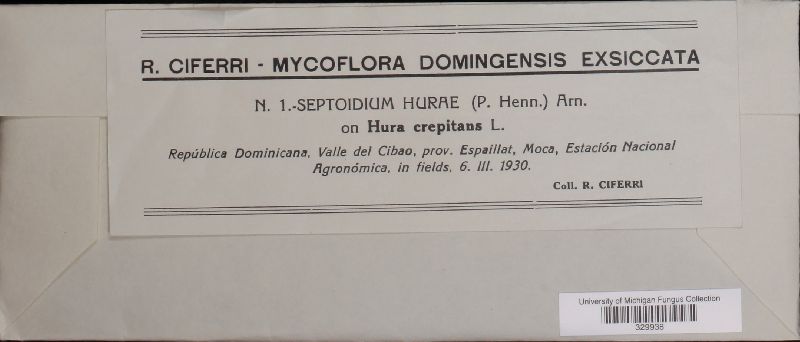 R. CIFERRI - MYCOFLORA DOMINGENSIS EXSICCATA
N. 1.-SEPTOIDIUM HURAE (P. Henn.) Arn.
on Hura crepitans L.
República Dominicana, Valle del Cibao, prov. Espaillat, Moca, Estación Nacional
Agronómica, in fields, 6. III. 1930.
Coll. R. CIFERRI
University of Michigan Fungus Collection
329938